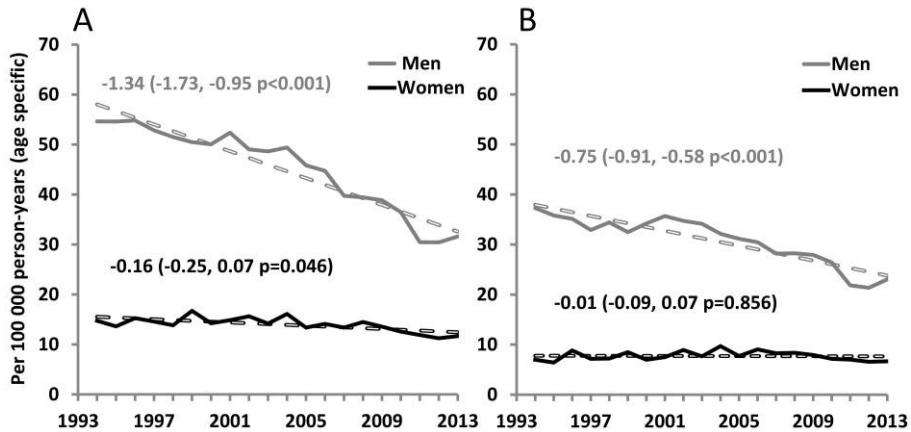 A
B
Per 100 000 person-years (age specific)
70
60
50
40
30
20
10
0
Men
Women
-1.34 (-1.73, -0.95 p<0.001)
-0.16 (-0.25, 0.07 p=0.046)
1993 1997 2001 2005 2009 2013
70
60
50
40
30
20
10
0
Men
Women
-0.75 (-0.91, -0.58 p<0.001)
-0.01 (-0.09, 0.07 p=0.856)
1993 1997 2001 2005 2009 2013